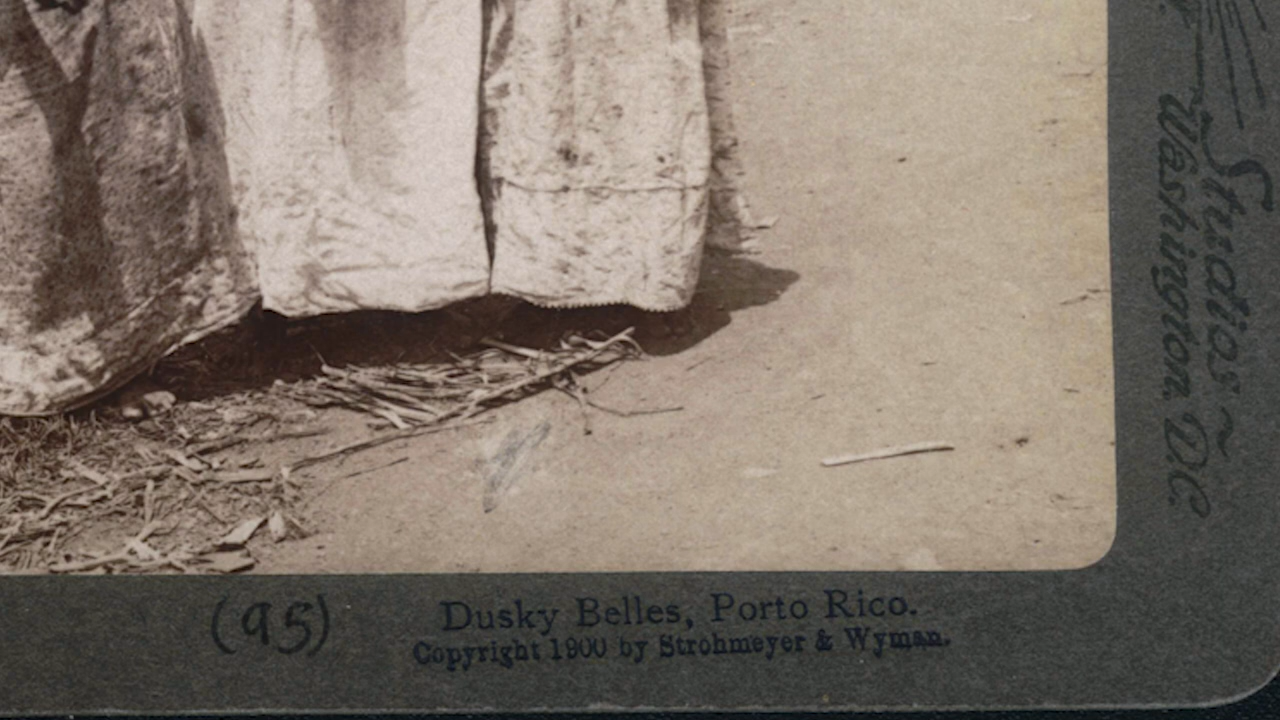 (95)
Dusky Belles, Porto Rico.
Copyright 1900 by Strohmeyer & Wyman.
Studios ~
Washington. D.C.